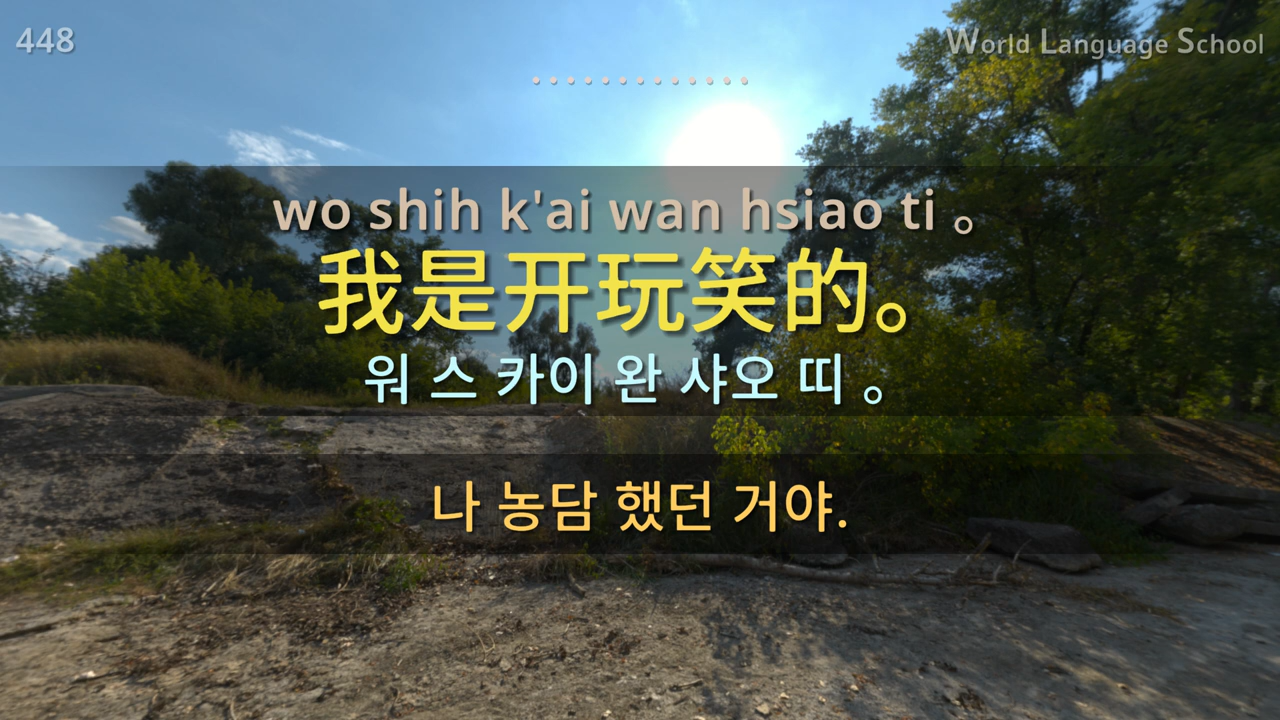 448
World Language School
wo shih k'ai wan hsiao ti 。
我是开玩笑的。
워 스 카이 완 샤오 띠 。
나 농담 했던 거야.